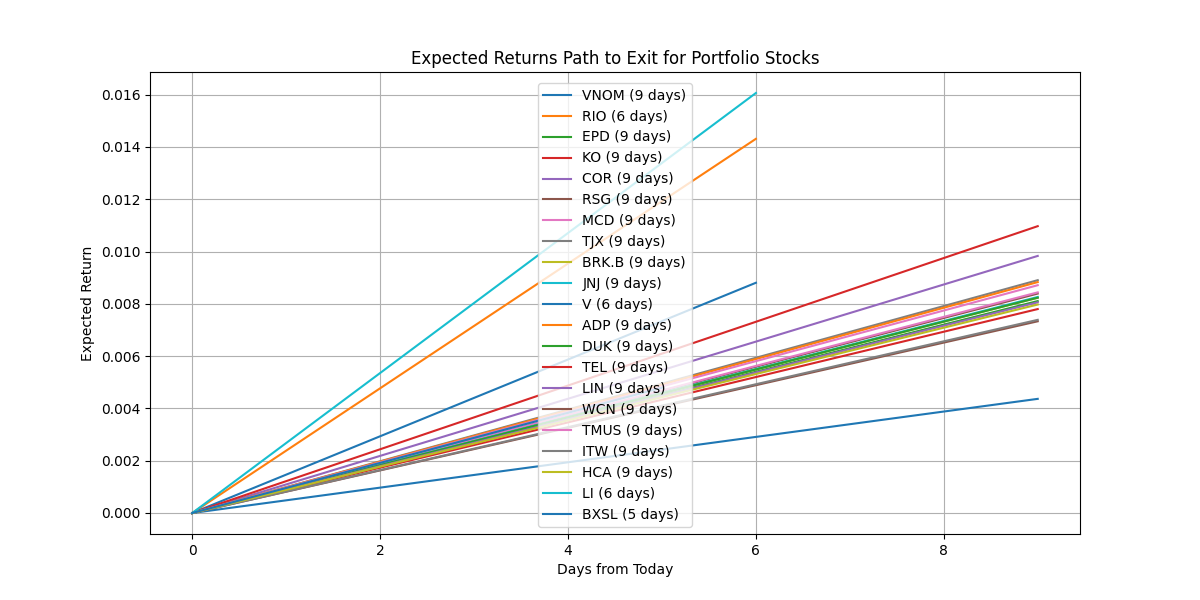 Expected Returns Path to Exit for Portfolio Stocks
Expected Return
0.016
0.014
0.012
0.010
0.008
0.006
0.004
0.002
0.000
VNOM (9 days)
RIO (6 days)
EPD (9 days)
KO (9 days)
COR (9 days)
RSG (9 days)
MCD (9 days)
TJX (9 days)
BRK.B (9 days)
JNJ (9 days)
V (6 days)
ADP (9 days)
DUK (9 days)
TEL (9 days)
LIN (9 days)
WCN (9 days)
TMUS (9 days)
ITW (9 days)
HCA (9 days)
LI (6 days)
BXSL (5 days)
0
2
4
6
8
Days from Today